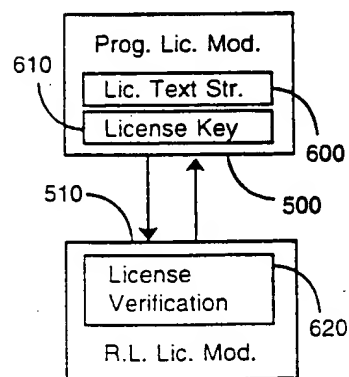 Prog. Lic. Mod.
610
Lic. Text Str.
License Key
600
510
500
License
Verification
620
R.L. Lic. Mod.